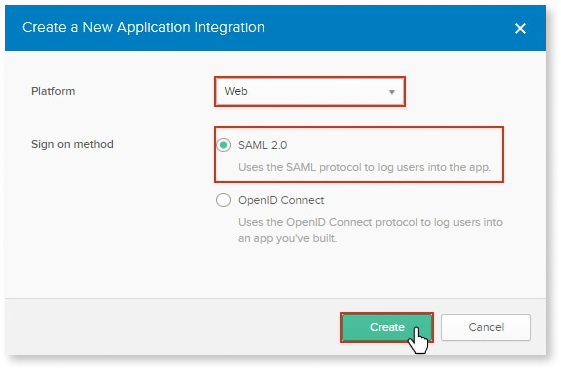 Create a New Application Integration
Platform
Web
Sign on method
SAML 2.0
Uses the SAML protocol to log users into the app.
OpenID Connect
Uses the OpenID Connect protocol to log users into
an app you've built.
Create
Cancel